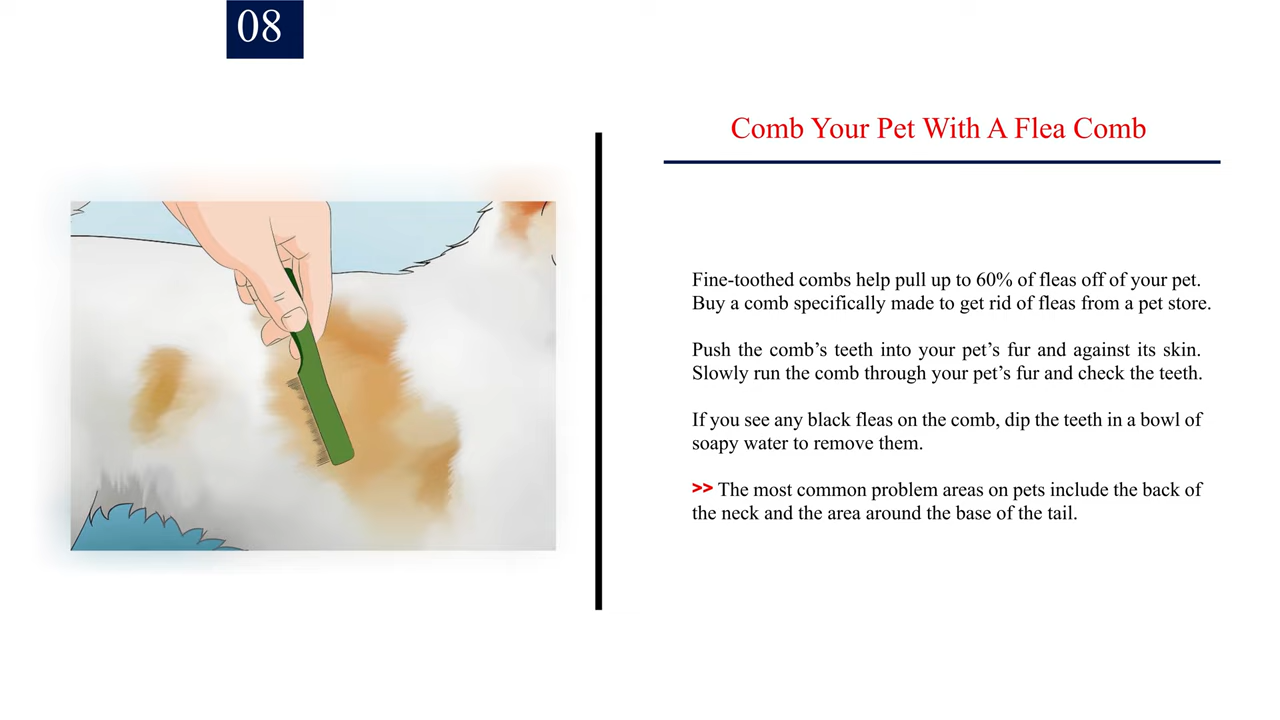 08
Comb Your Pet With A Flea Comb
Fine-toothed combs help pull up to 60% of fleas off of your pet.
Buy a comb specifically made to get rid of fleas from a pet store.
Push the comb’s teeth into your pet’s fur and against its skin.
Slowly run the comb through your pet’s fur and check the teeth.
If you see any black fleas on the comb, dip the teeth in a bowl of
soapy water to remove them.
>> The most common problem areas on pets include the back of
the neck and the area around the base of the tail.